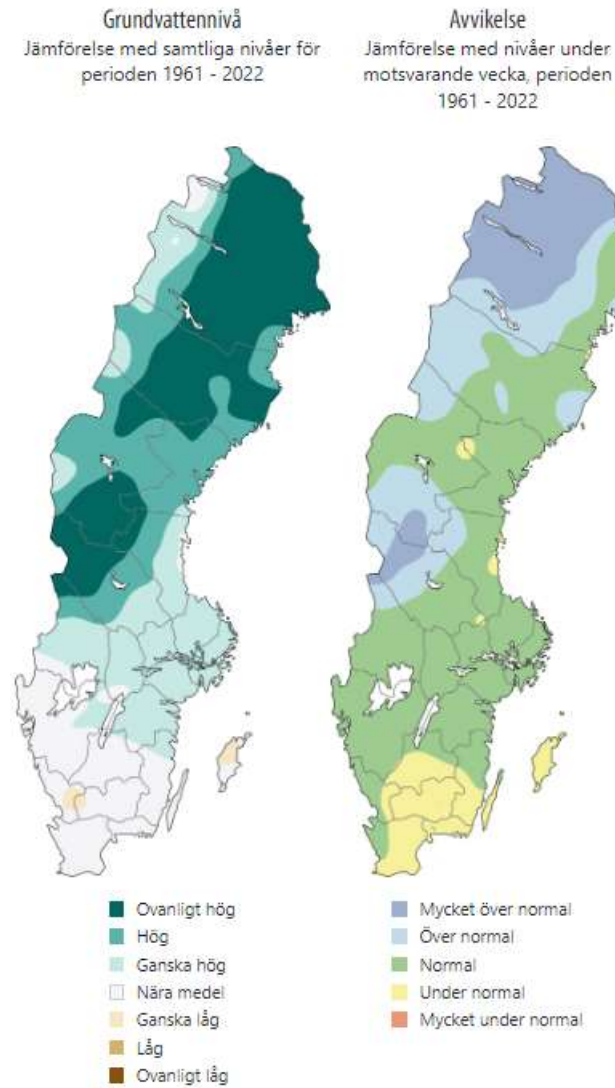 Grundvattennivå
Jämförelse med samtliga nivåer för
perioden 1961 - 2022
Avvikelse
Jämförelse med nivåer under
motsvarande vecka, perioden
1961 - 2022
Ovanligt hög
Hög
Ganska hög
Nära medel
Ganska låg
Låg
Ovanligt låg
Mycket över normal
Över normal
Normal
Under normal
Mycket under normal